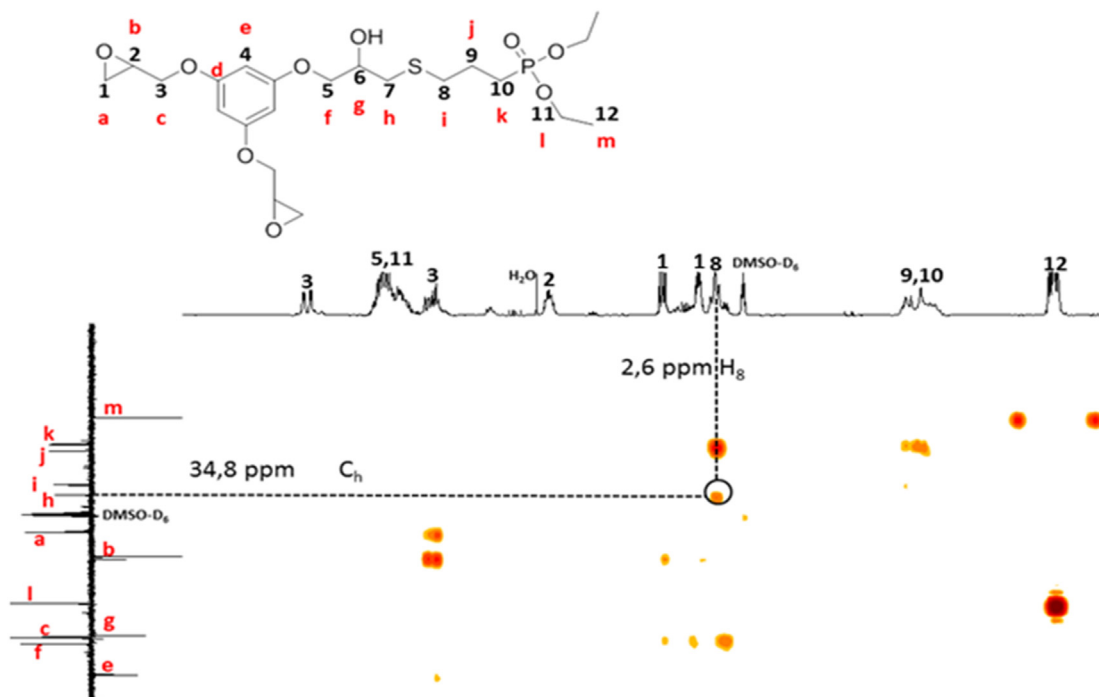 b e OH j
O 2 4 9 O
O d O 6 S P O
1 3 5 7 8 10 O
a c f g h i k 11 12
O l m
O
3 5,11 3 H₂O 2 1 1 8 DMSO-D₆ 9,10 12
2,6 ppm H₈
m
k
j
34,8 ppm Cₕ
i
h
DMSO-D₆
a
b
l
g
c
f
e